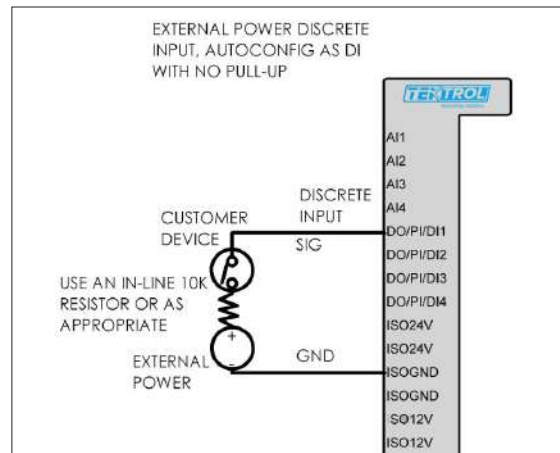 EXTERNAL POWER DISCRETE
INPUT, AUTOCONFIG AS DI
WITH NO PULL-UP
TEKTROL
AI1
AI2
AI3
AI4
DO/PI/DI1
DO/PI/DI2
DO/PI/DI3
DO/PI/DI4
ISO24V
ISO24V
ISOGND
ISOGND
ISO12V
ISO12V
DISCRETE
INPUT
SIG
CUSTOMER
DEVICE
USE AN IN-LINE 10K
RESISTOR OR AS
APPROPRIATE
+
-
EXTERNAL
POWER
GND